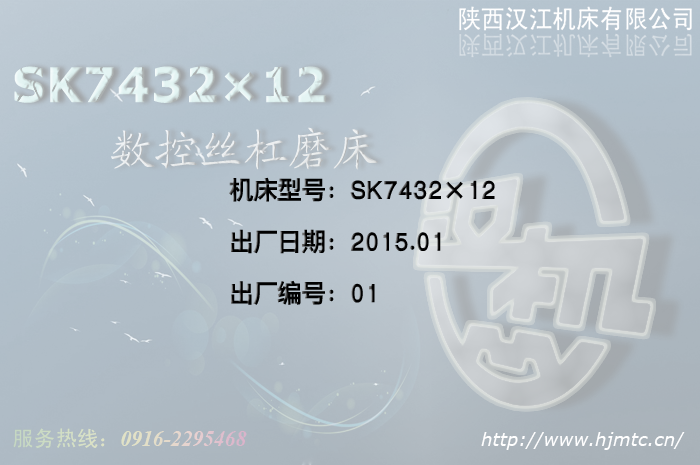 陕西汉江机床有限公司
SK7432×12
数控丝杠磨床
机床型号：SK7432×12
出厂日期：2015.01
出厂编号：01
服务热线：0916-2295468
http://www.hjmtc.cn/